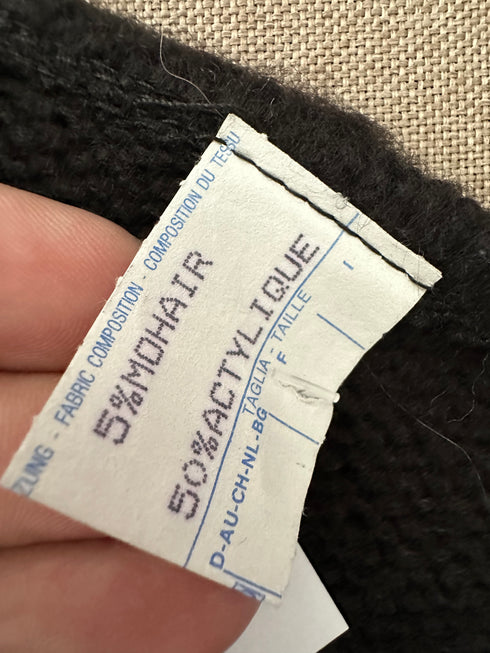 ZUNG - FABRIC COMPOSITION - COMPOSITION DU TESSU
5%MOHAIR
50%ACTYLIQUE
TAGLIA - TAILLE
D-AU-CH-NL-BG
F
I